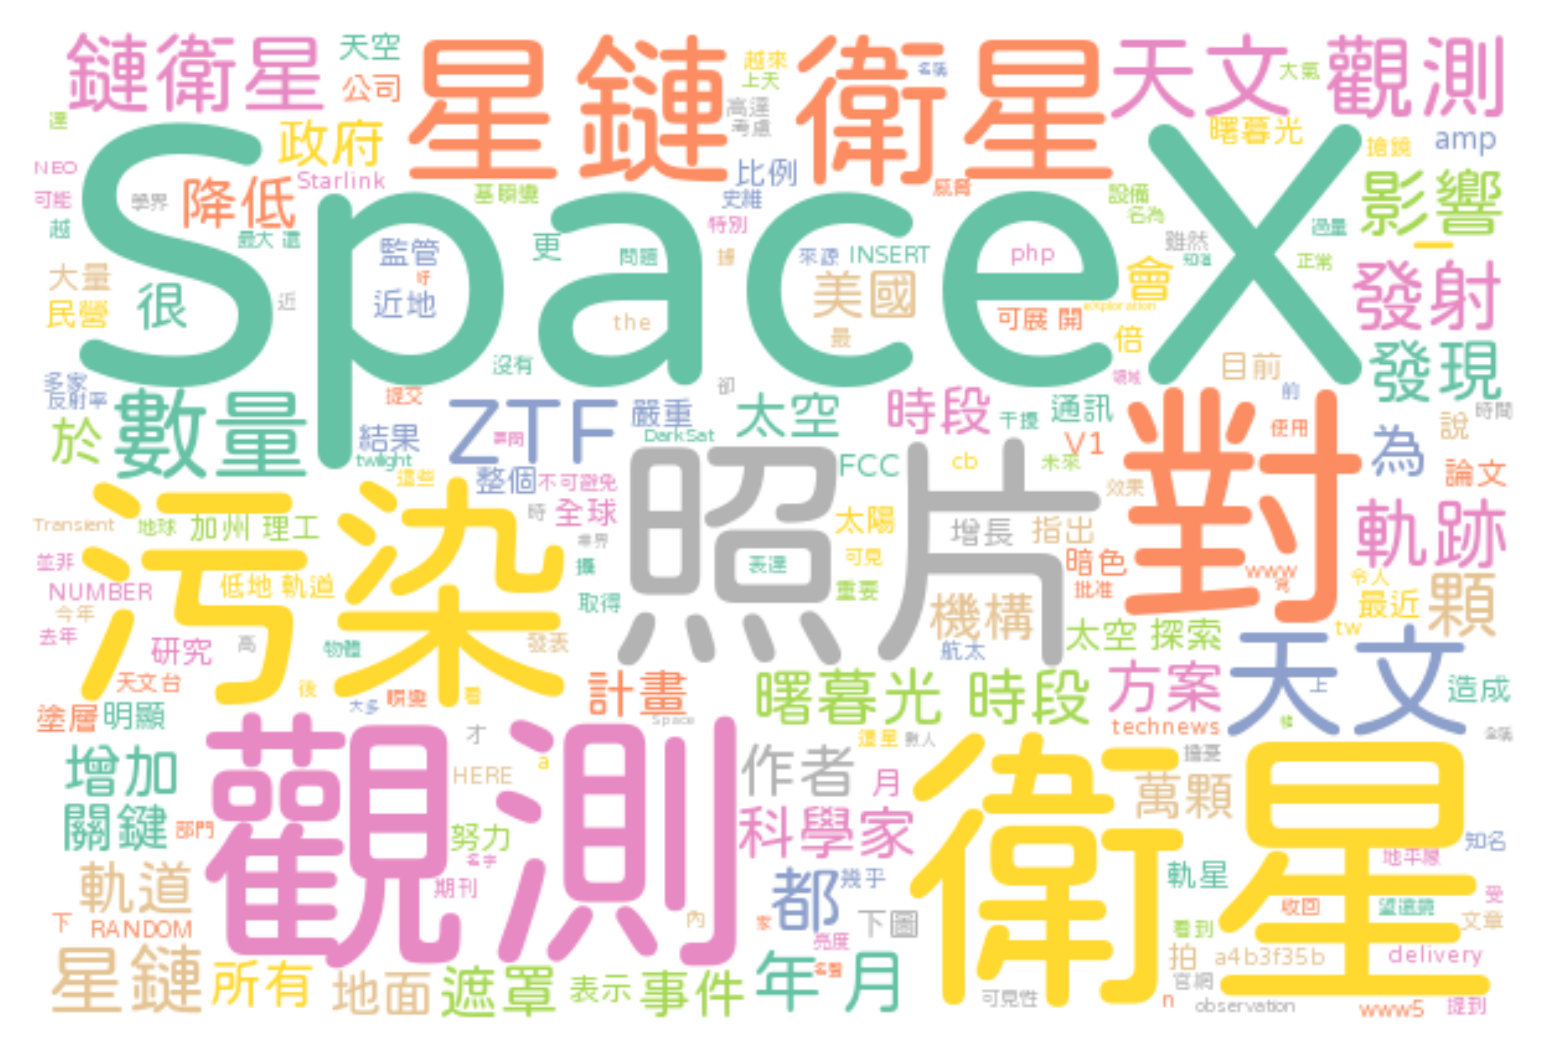 鏈衛星 天空 星鏈衛星 越來 名稱 天文觀測
公司 上天 大氣
達 政府 高達 考慮 曙暮光 搶鏡 amp
NEO 降低 Starlink 比例 影響
可能 學界 基瞬變 史維 威脅 設備
越 最大 還 SpaceX 特別 名為 過量
監管 更 問題 據 來源 INSERT php 雖然 知道 正常 一
大量 很 好 近地 近 美國 會 發射
民營 the 最 可展 開 eXploration 倍
沒有 目前 發現
多家 卻 領域 前
反射率 提交 時間
於 數量 ZTF 嚴重 太空 時段 干擾 通訊 對 使用 為 說
結果 DarkSat V1
twilight 這些 整個 不可避免 照片 FCC cb 未來 論文
Transient 地球 加州 理工 污染 時 全球 太陽 增長 指出 效果 軌跡
並非 業界 表達 可見 暗色 www
NUMBER 低地 軌道 攝 重要 批准 令人 最近 顆
今年 取得 機構
去年 研究 高 物體 發表 航太 太空 探索 tw 天文
天文台 後 大多 瞬變 看 計畫 曙暮光 時段 方案 上 造成
塗層 明顯 Space technews
增加 觀測 才 a 這星 數人 衛星 擔憂
關鍵 部門 HERE 作者 月 萬顆
努力 科學家 知名
名字 地平線
軌道 期刊 都 幾乎 軌星 受
下 RANDOM 內 家 下圖 收回 望遠鏡 文章
亮度 看到
星鏈 所有 地面 遮罩 表示 事件 年 名聲 月 拍 a4b3f35b delivery
官網
可見性 n observation www5 提到